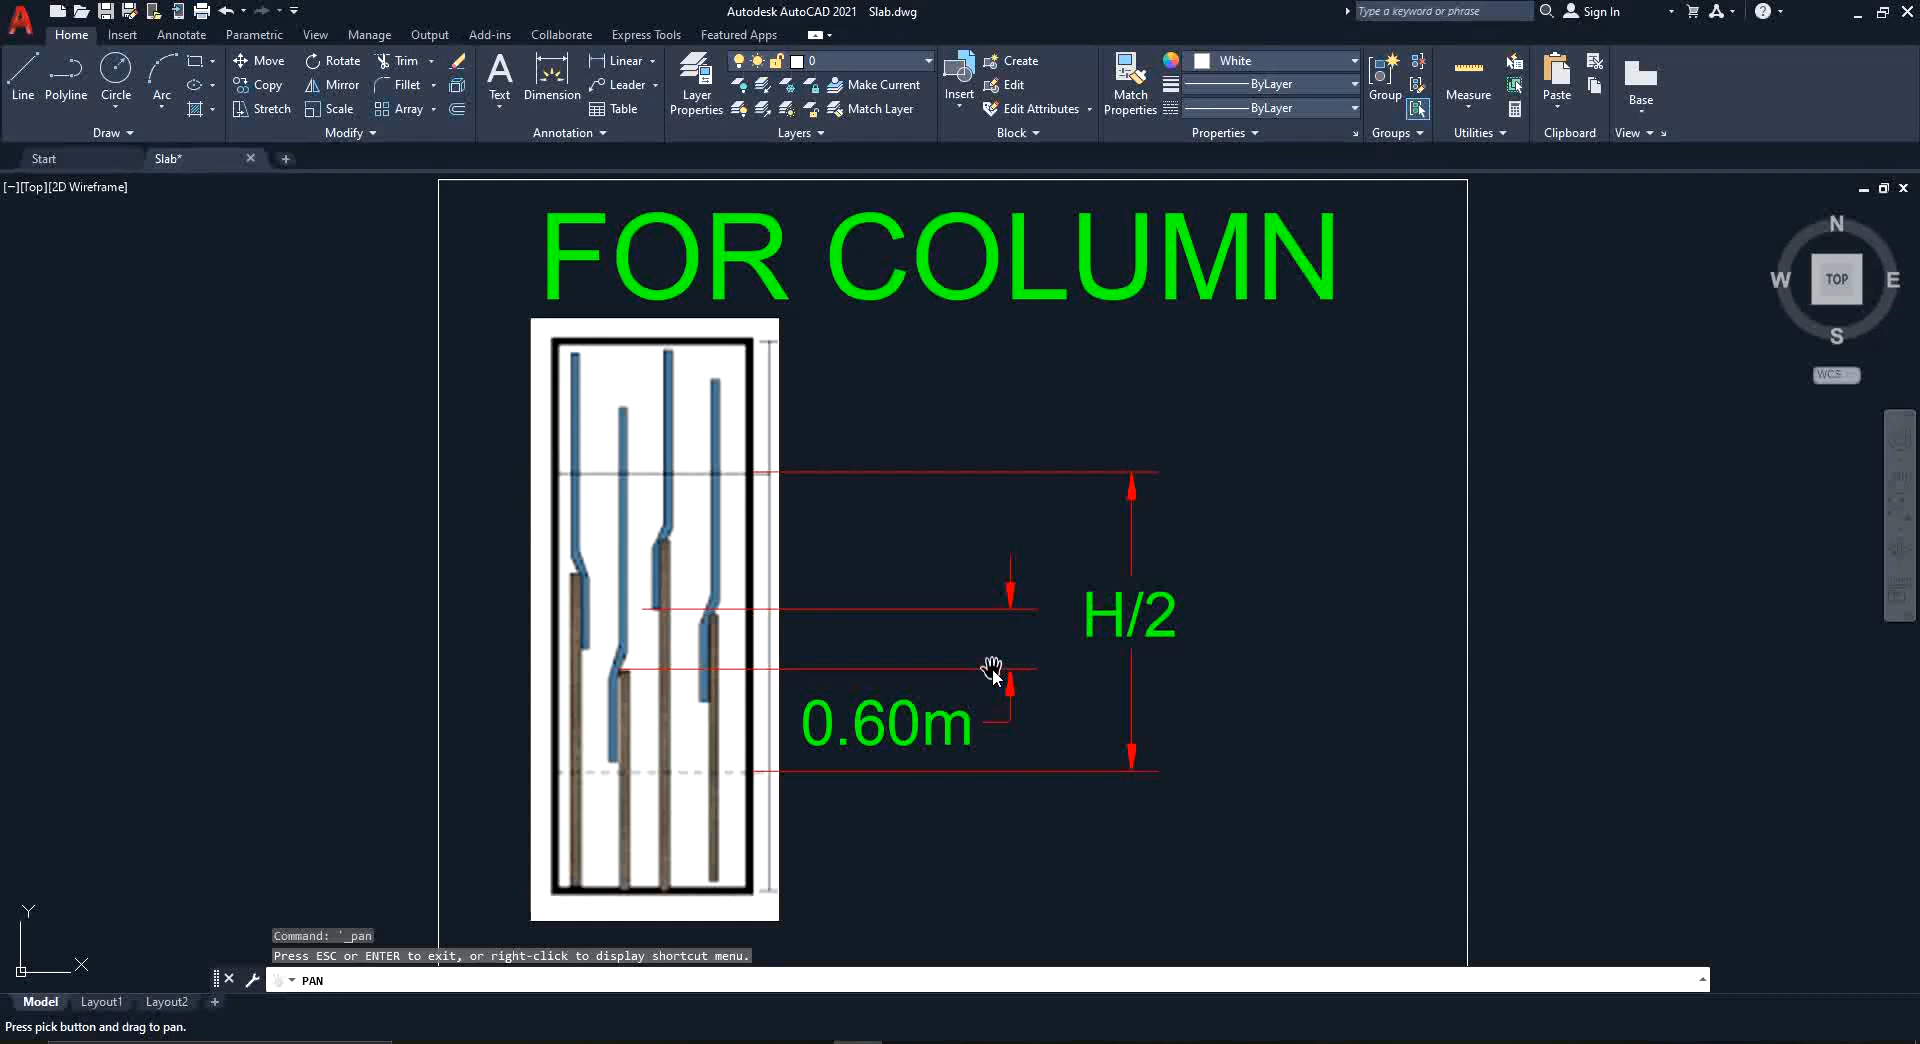 Autodesk AutoCAD 2021 Slab.dwg
Type a keyword or phrase
Sign In
Home Insert Annotate Parametric View Manage Output Add-ins Collaborate Express Tools Featured Apps
Line Polyline Circle Arc
Move Rotate Trim
Copy Mirror Fillet
Stretch Scale Array
Text Dimension
Linear
Leader
Table
Layer Properties
0
Make Current
Match Layer
Insert
Create
Edit
Edit Attributes
Match Properties
White
ByLayer
ByLayer
Group
Measure
Paste
Base
Draw Modify Annotation Layers Block Properties Groups Utilities Clipboard View
Start Slab*
[−][Top][2D Wireframe]
FOR COLUMN
N
W TOP E
S
WCS
H/2
0.60m
Y
X
Command: '_pan
Press ESC or ENTER to exit, or right-click to display shortcut menu.
PAN
Model Layout1 Layout2
Press pick button and drag to pan.